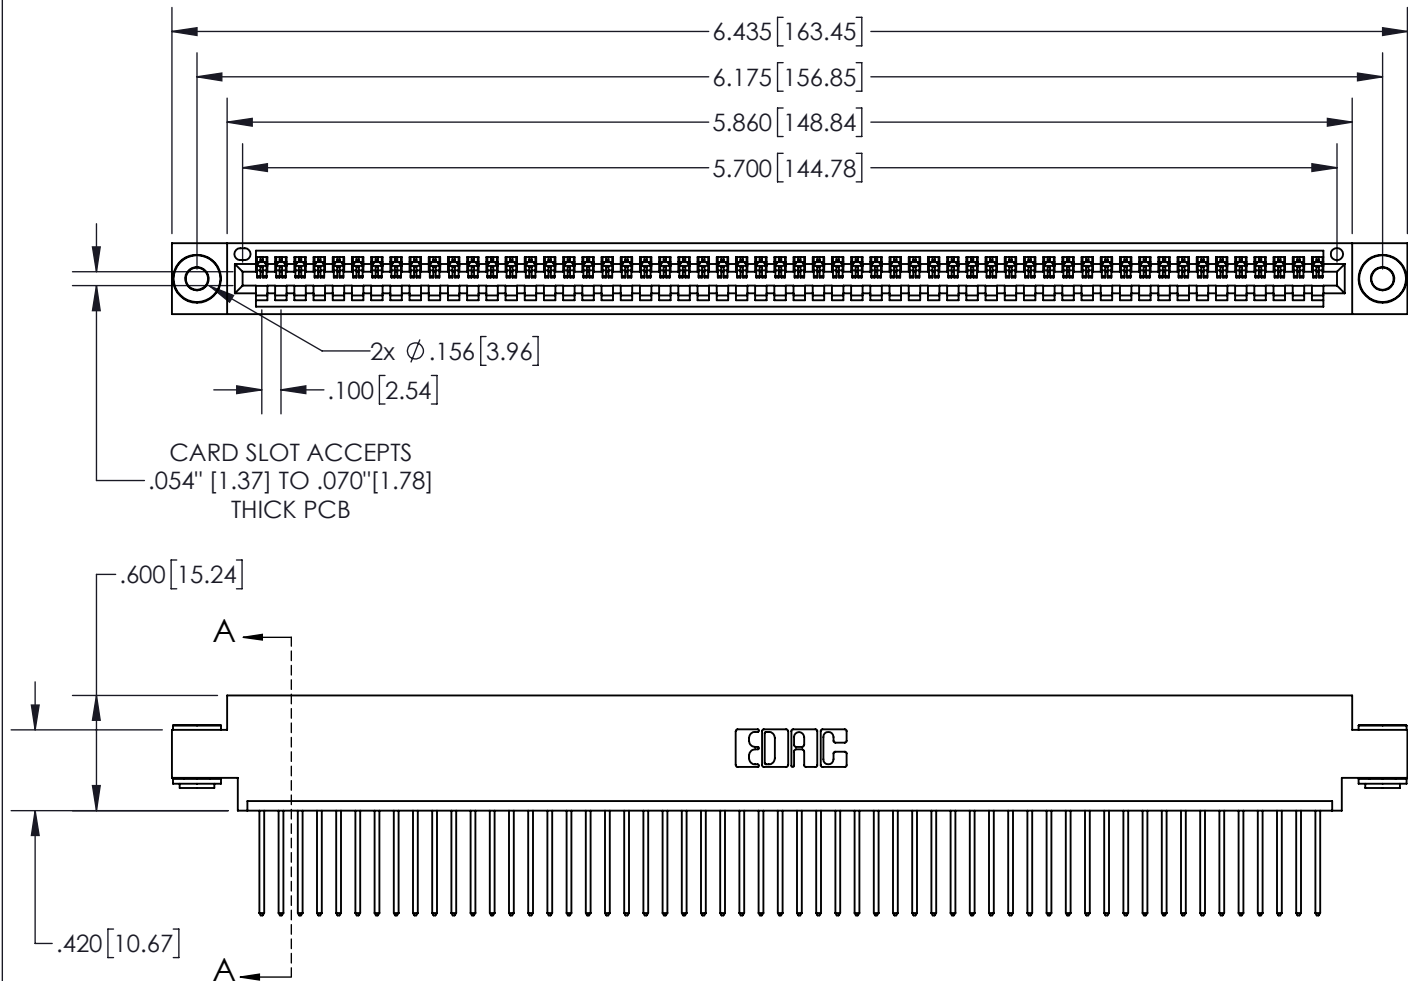 6.435[163.45]
6.175[156.85]
5.860[148.84]
5.700[144.78]
2x Ø.156[3.96]
.100[2.54]
CARD SLOT ACCEPTS
.054" [1.37] TO .070"[1.78]
THICK PCB
.600[15.24]
A
EDAC
.420[10.67]
A